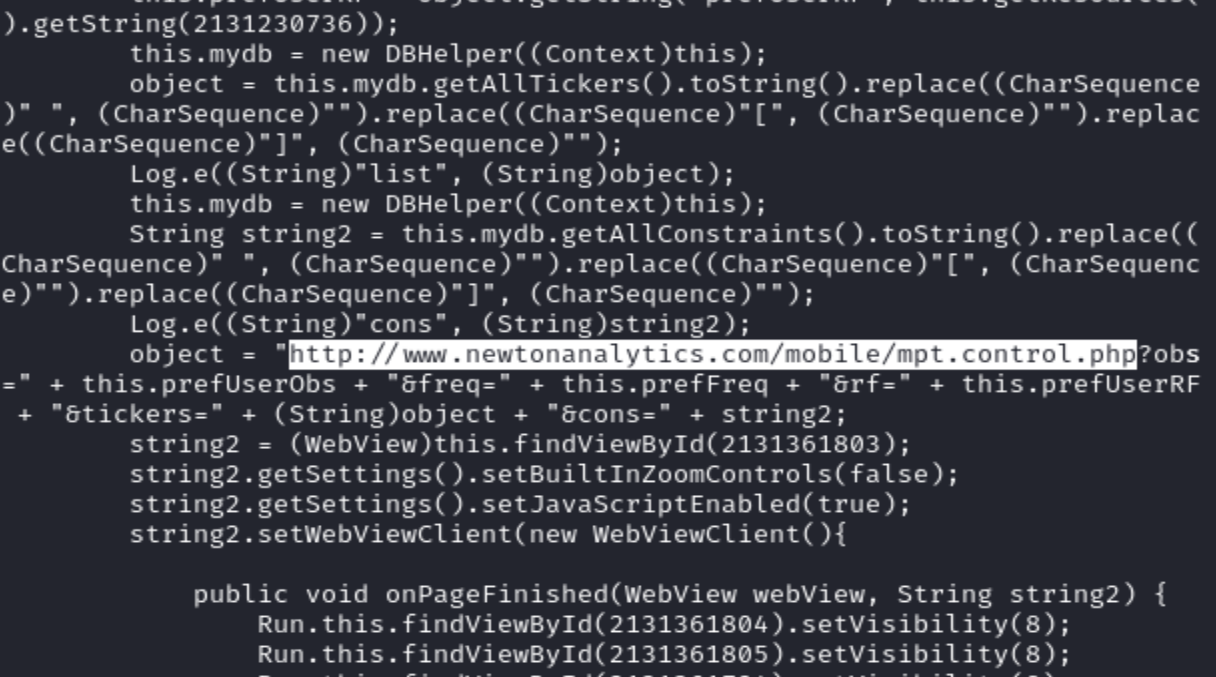 ).getString(2131230736));
this.mydb = new DBHelper((Context)this);
object = this.mydb.getAllTickers().toString().replace((CharSequence
)" ", (CharSequence)"").replace((CharSequence)"[", (CharSequence)"").replac
e((CharSequence)"]", (CharSequence)"");
Log.e((String)"list", (String)object);
this.mydb = new DBHelper((Context)this);
String string2 = this.mydb.getAllConstraints().toString().replace((
CharSequence)" ", (CharSequence)"").replace((CharSequence)"[", (CharSequenc
e)"").replace((CharSequence)"]", (CharSequence)"");
Log.e((String)"cons", (String)string2);
object = "http://www.newtonanalytics.com/mobile/mpt.control.php?obs
=" + this.prefUserObs + "&freq=" + this.prefFreq + "&rf=" + this.prefUserRF
+ "&tickers=" + (String)object + "&cons=" + string2;
string2 = (WebView)this.findViewById(2131361803);
string2.getSettings().setBuiltInZoomControls(false);
string2.getSettings().setJavaScriptEnabled(true);
string2.setWebViewClient(new WebViewClient(){
public void onPageFinished(WebView webView, String string2) {
Run.this.findViewById(2131361804).setVisibility(8);
Run.this.findViewById(2131361805).setVisibility(8);